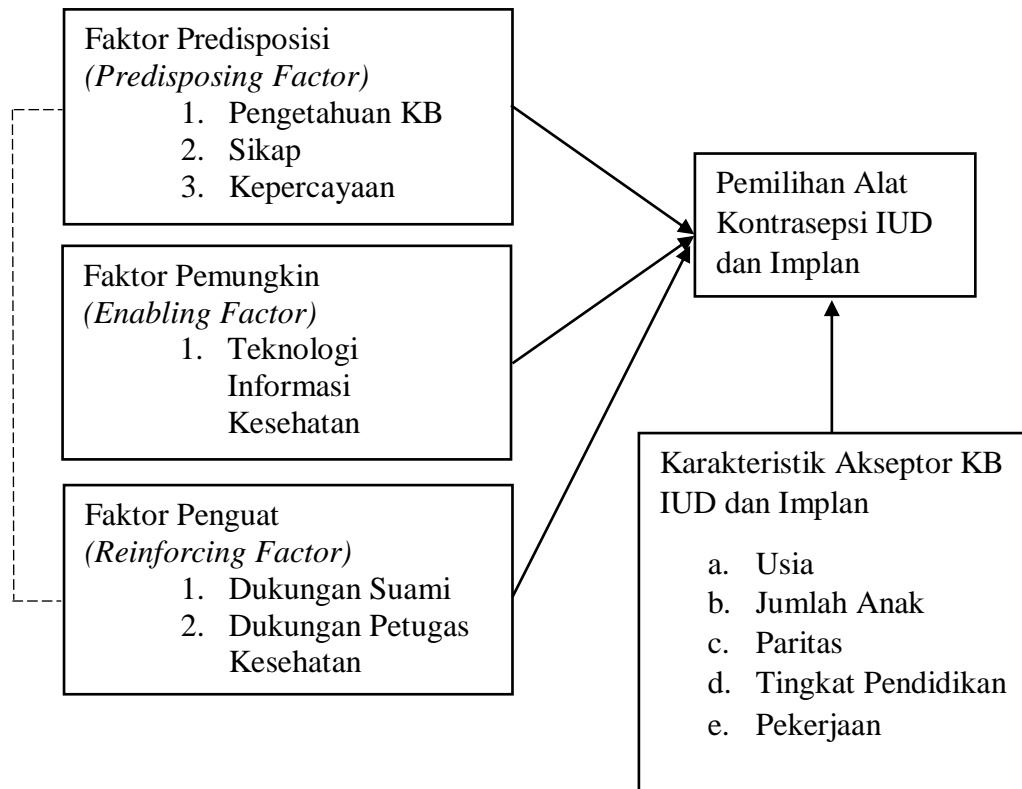 Faktor Predisposisi
(Predisposing Factor)
1. Pengetahuan KB
2. Sikap
3. Kepercayaan
Faktor Pemungkin
(Enabling Factor)
1. Teknologi
Informasi
Kesehatan
Faktor Penguat
(Reinforcing Factor)
1. Dukungan Suami
2. Dukungan Petugas
Kesehatan
Pemilihan Alat
Kontrasepsi IUD
dan Implan
Karakteristik Akseptor KB
IUD dan Implan
a. Usia
b. Jumlah Anak
c. Paritas
d. Tingkat Pendidikan
e. Pekerjaan